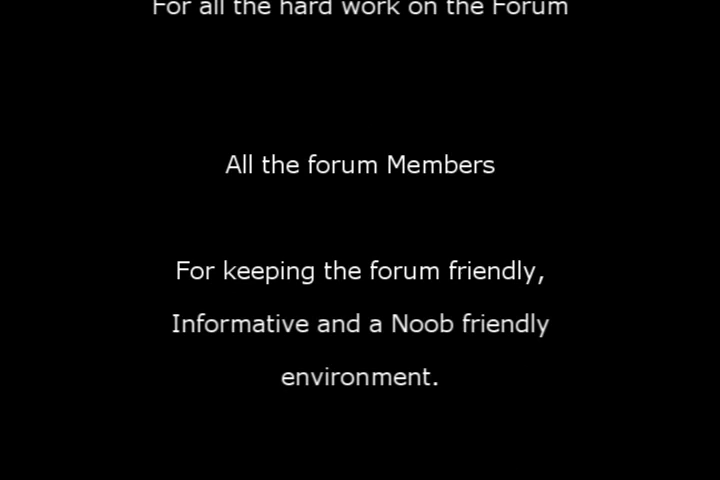 For all the hard work on the Forum
All the forum Members
For keeping the forum friendly,
Informative and a Noob friendly
environment.